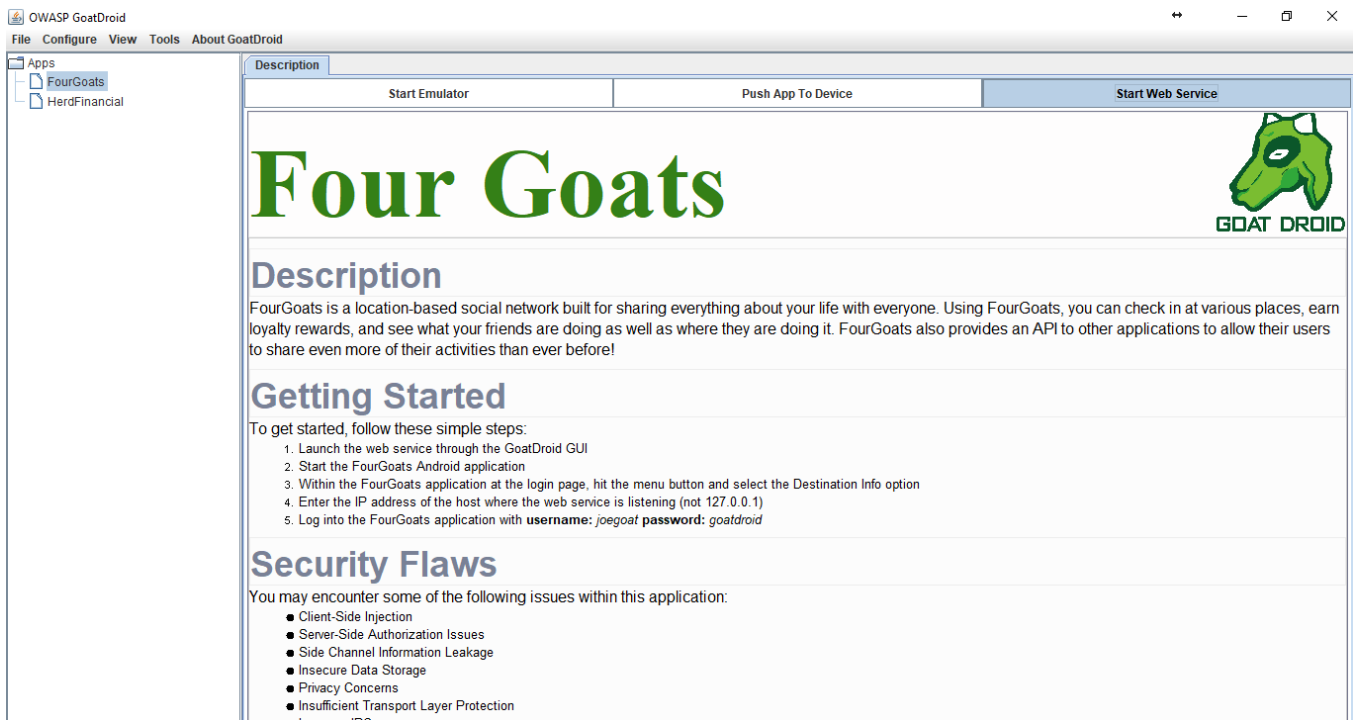 OWASP GoatDroid
File Configure View Tools About GoatDroid
Apps
FourGoats
HerdFinancial
Description
Start Emulator Push App To Device Start Web Service
Four Goats
GOAT DROID
Description
FourGoats is a location-based social network built for sharing everything about your life with everyone. Using FourGoats, you can check in at various places, earn
loyalty rewards, and see what your friends are doing as well as where they are doing it. FourGoats also provides an API to other applications to allow their users
to share even more of their activities than ever before!
Getting Started
To get started, follow these simple steps:
1. Launch the web service through the GoatDroid GUI
2. Start the FourGoats Android application
3. Within the FourGoats application at the login page, hit the menu button and select the Destination Info option
4. Enter the IP address of the host where the web service is listening (not 127.0.0.1)
5. Log into the FourGoats application with username: joegoat password: goatdroid
Security Flaws
You may encounter some of the following issues within this application:
● Client-Side Injection
● Server-Side Authorization Issues
● Side Channel Information Leakage
● Insecure Data Storage
● Privacy Concerns
● Insufficient Transport Layer Protection